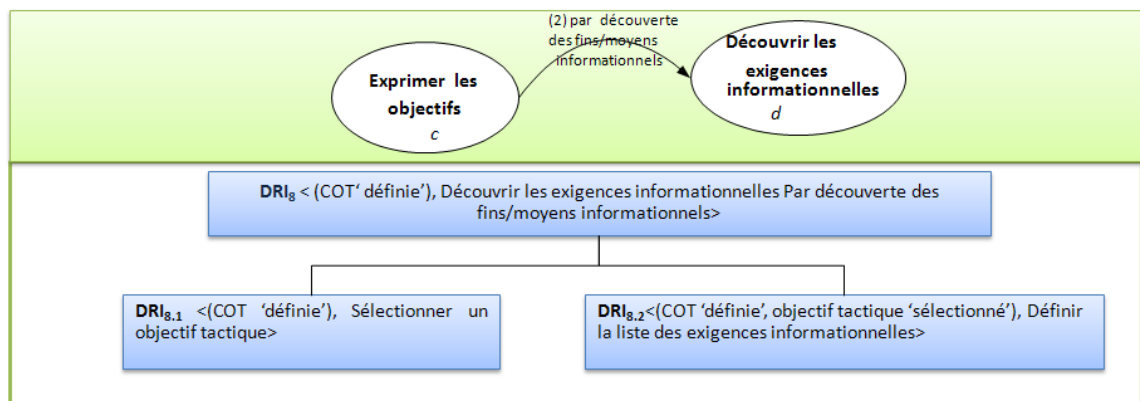 (2) par découverte
des fins/moyens
informationnels
Exprimer les
objectifs
c
Découvrir les
exigences
informationnelles
d
DRI8 < (COT‘ définie’), Découvrir les exigences informationnelles Par découverte des
fins/moyens informationnels>
DRI8.1 <(COT ‘définie’), Sélectionner un
objectif tactique>
DRI8.2<(COT ‘définie’, objectif tactique ‘sélectionné’), Définir
la liste des exigences informationnelles>